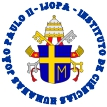 JOÃO PAULO II - IJOPA - INSTITUTO DE CIÊNCIAS HUMANAS
M